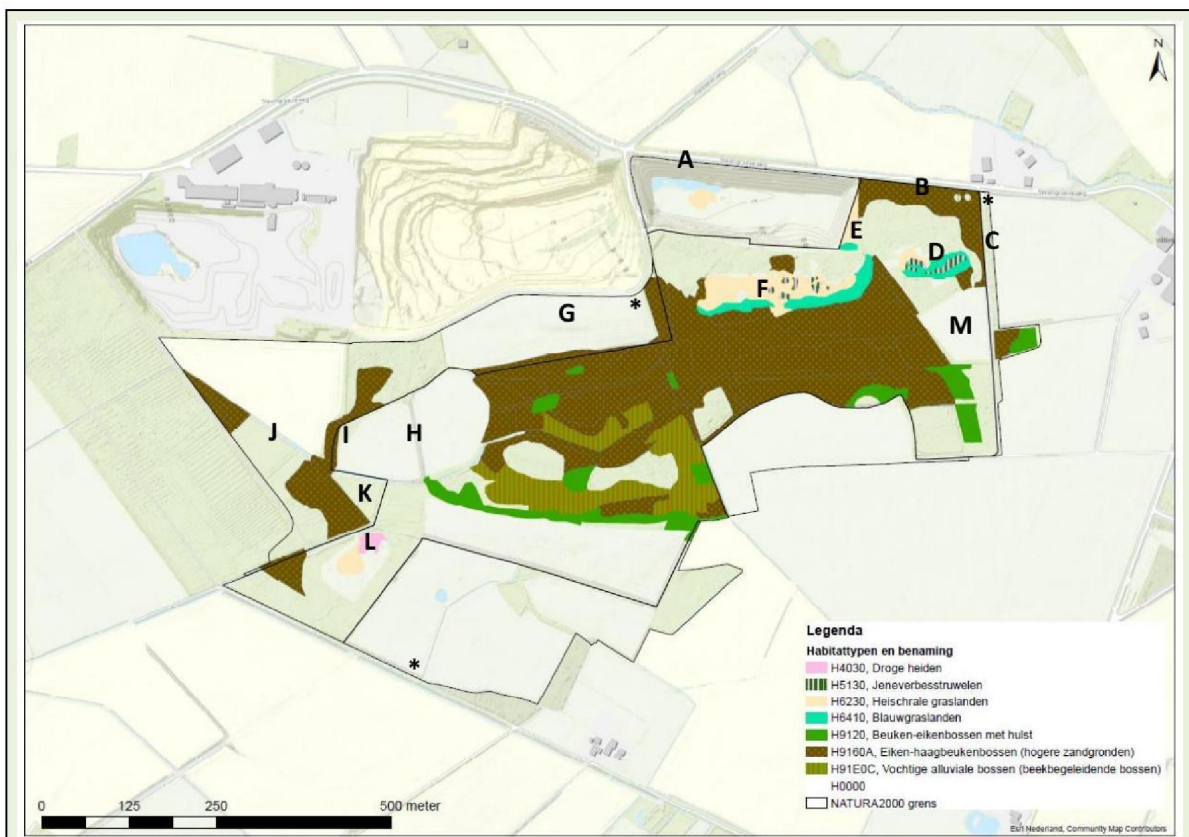 N
A
B
*
E
D
C
F
G
*
M
J
I
H
K
L
*
Legenda
Habitattypen en benaming
H4030, Droge heiden
H5130, Jeneverbesstruwelen
H6230, Heischrale graslanden
H6410, Blauwgraslanden
H9120, Beuken-eikenbossen met hulst
H9160A, Eiken-haagbeukenbossen (hogere zandgronden)
H91E0C, Vochtige alluviale bossen (beekbegeleidende bossen)
H0000
NATURA2000 grens
0 125 250 500 meter
Esri Nederland, Community Map Contributors